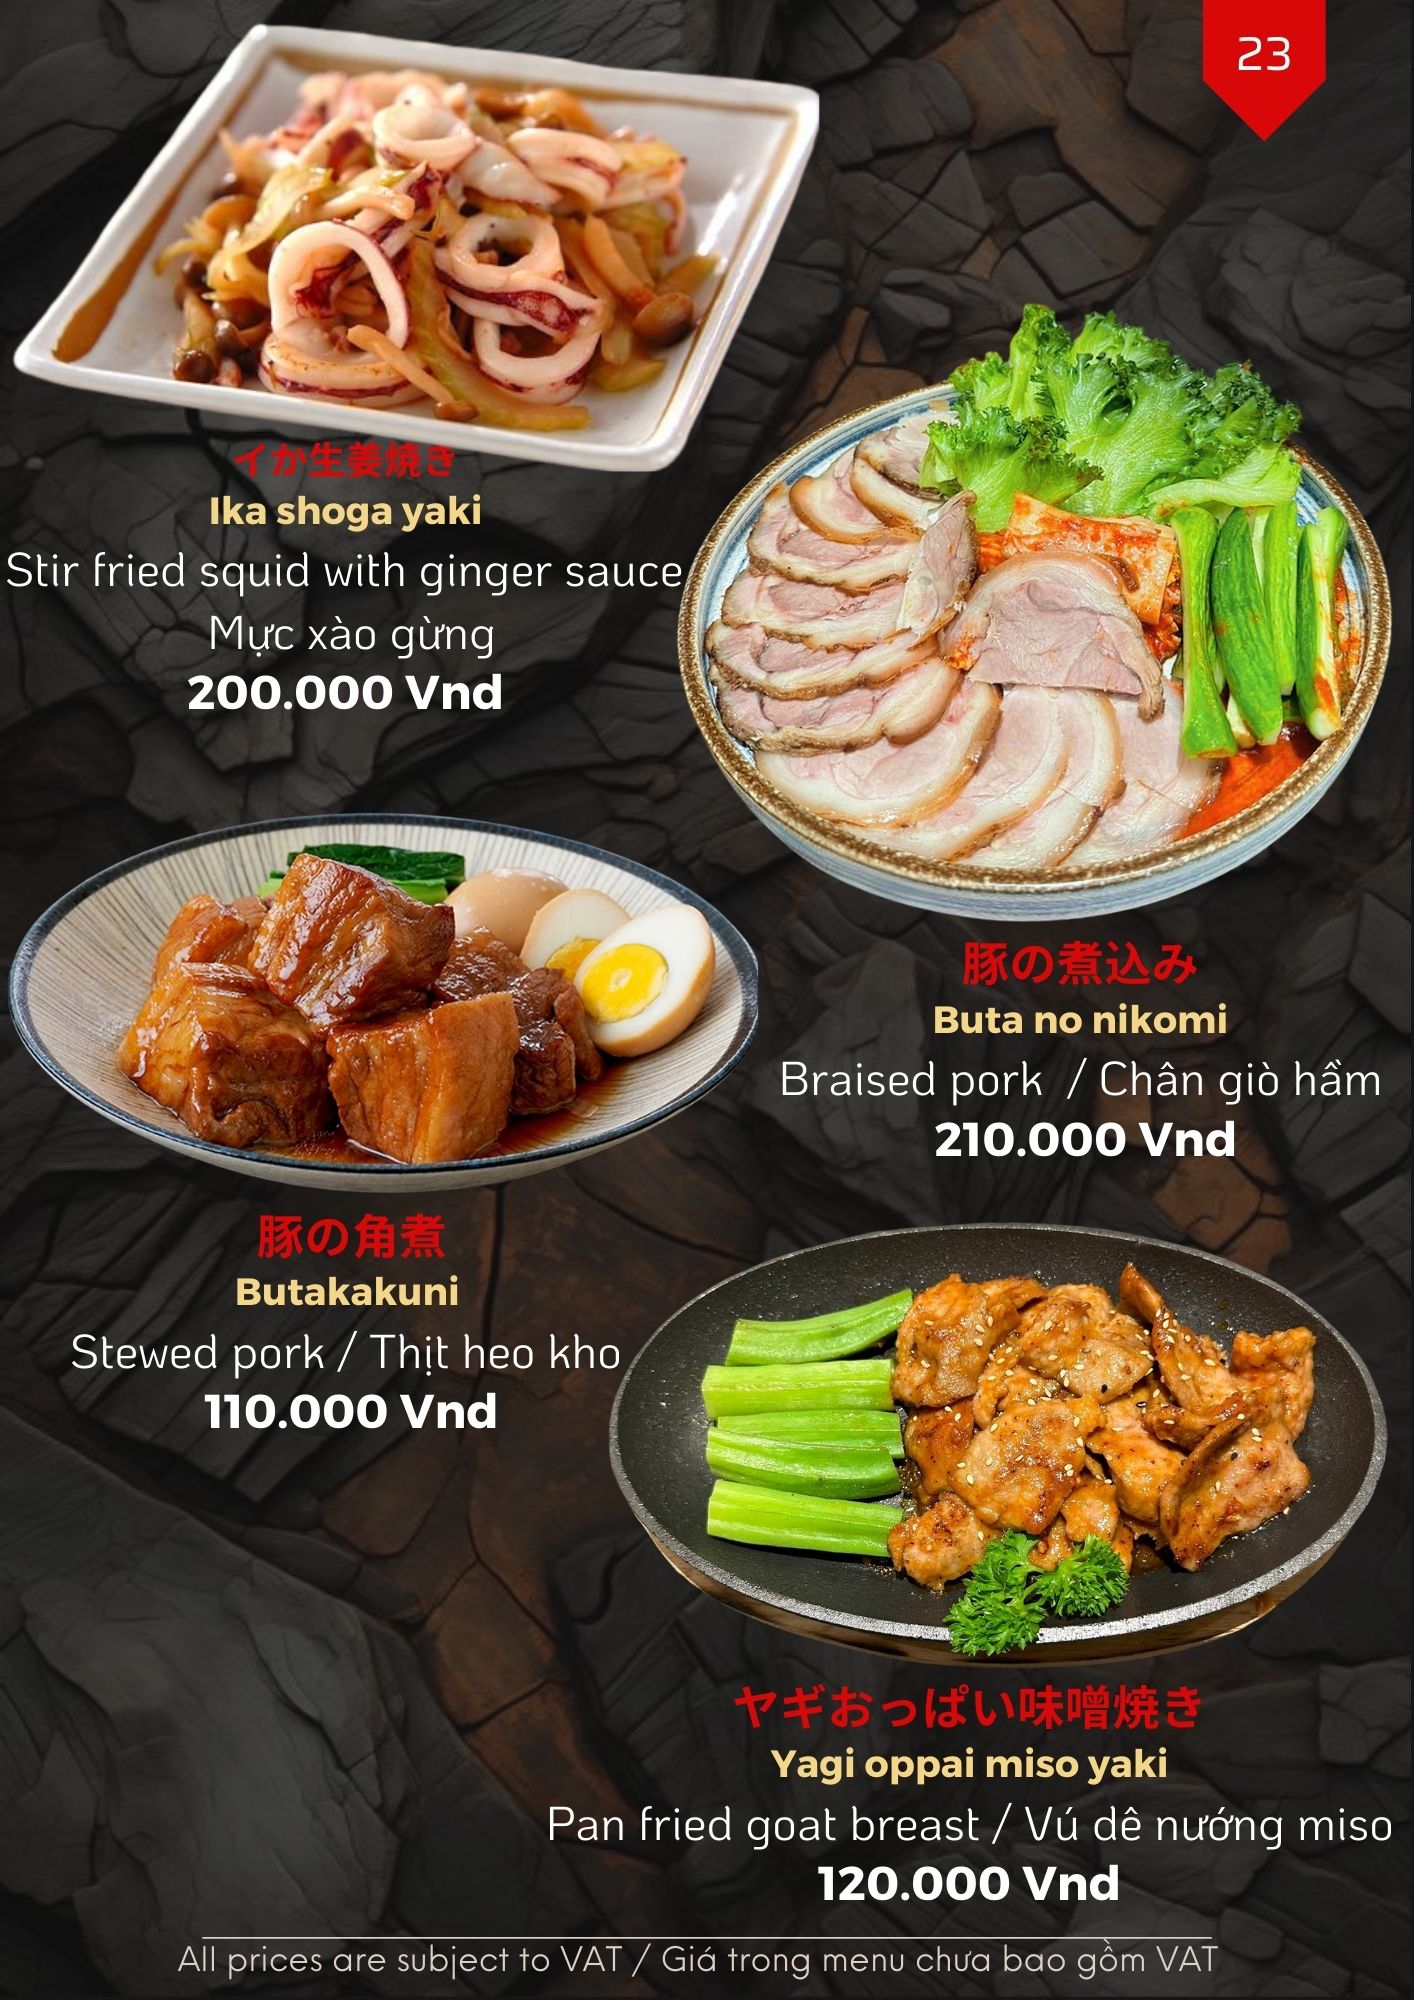 23
イか生姜焼き
Ika shoga yaki
Stir fried squid with ginger sauce
Mực xào gừng
200.000 Vnd
豚の煮込み
Buta no nikomi
Braised pork / Chân giò hầm
210.000 Vnd
豚の角煮
Butakakuni
Stewed pork / Thịt heo kho
110.000 Vnd
ヤギおっぱい味噌焼き
Yagi oppai miso yaki
Pan fried goat breast / Vú dê nướng miso
120.000 Vnd
All prices are subject to VAT / Giá trong menu chưa bao gồm VAT